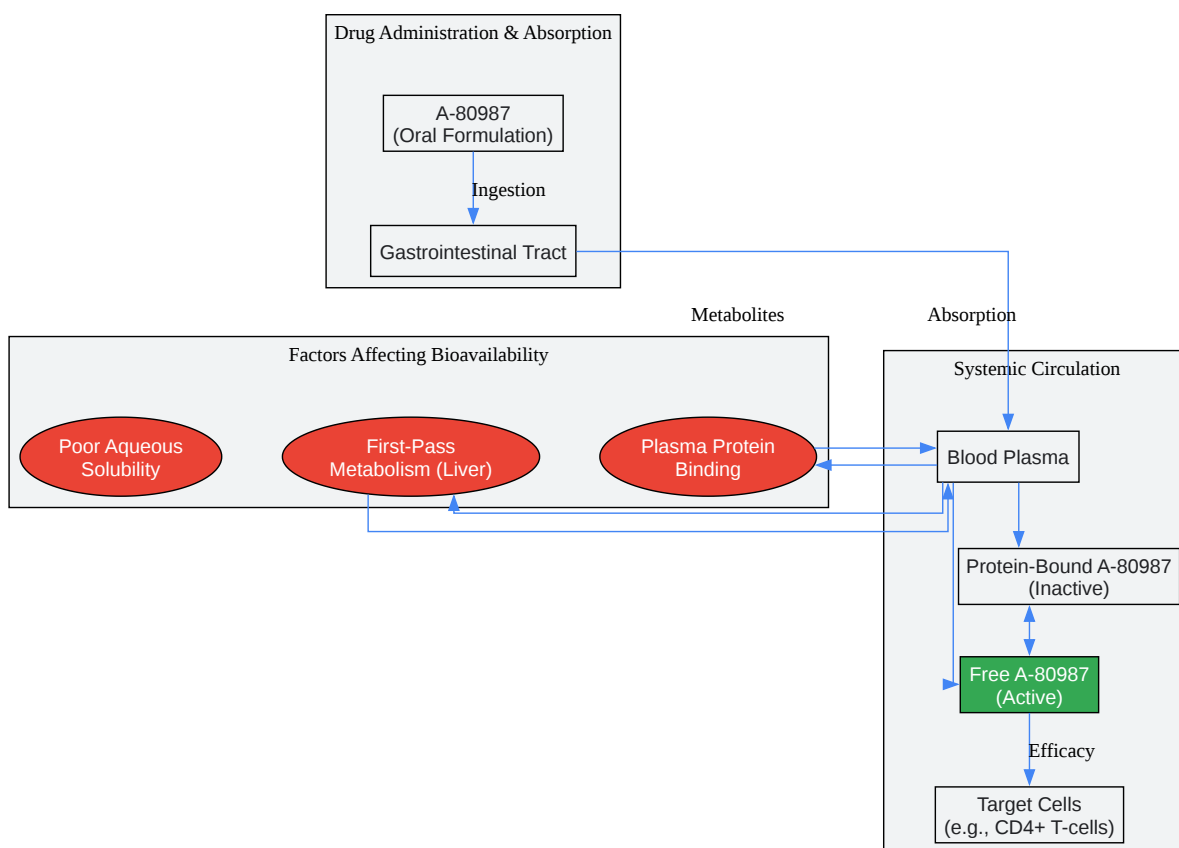 Drug Administration & Absorption
A-80987
(Oral Formulation)
Ingestion
Gastrointestinal Tract
Metabolites
Absorption
Factors Affecting Bioavailability
Poor Aqueous
Solubility
First-Pass
Metabolism (Liver)
Plasma Protein
Binding
Systemic Circulation
Blood Plasma
Protein-Bound A-80987
(Inactive)
Free A-80987
(Active)
Efficacy
Target Cells
(e.g., CD4+ T-cells)